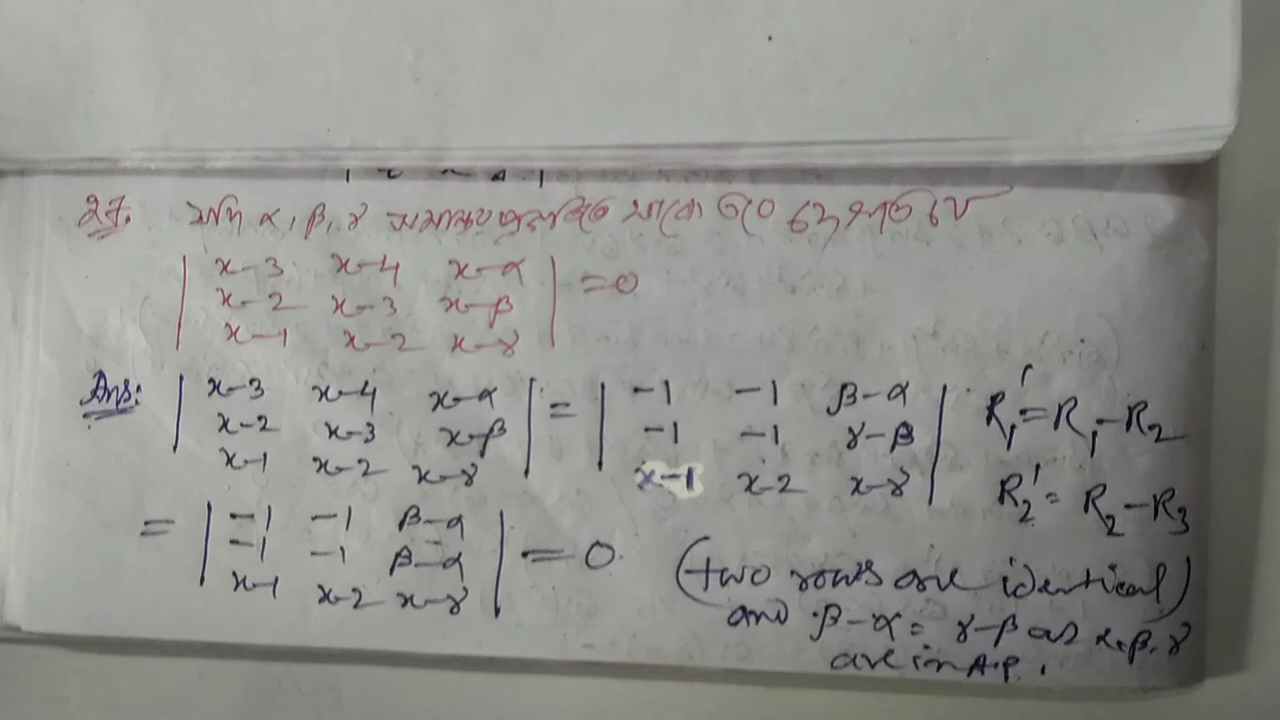 27. যদি α, β, γ সমান্তর প্রগতিতে থাকে তবে দেখাও যে
| x-3 x-4 x-α |
| x-2 x-3 x-β | =0
| x-1 x-2 x-γ |
Ans: | x-3 x-4 x-α | = | -1 -1 β-α | R₁' = R₁-R₂
| x-2 x-3 x-β | | -1 -1 γ-β |
| x-1 x-2 x-γ | | x-1 x-2 x-γ | R₂' = R₂-R₃
= | -1 -1 β-α |
| -1 -1 β-α | = 0 (two rows are identical)
| x-1 x-2 x-γ | and β-α = γ-β as α, β, γ
are in A.P.